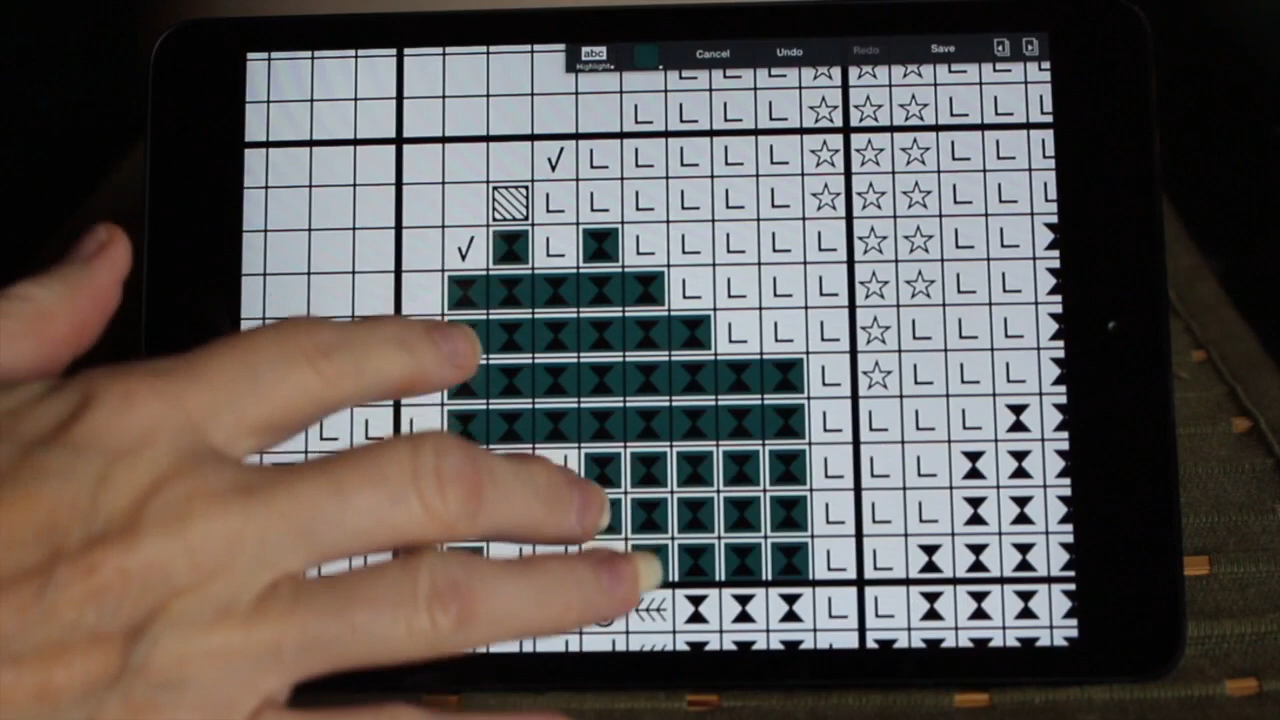 abc Cancel Undo Redo Save
Highlight
L L L L
L L L L L L L
√ L L L L L L L L
L L L L L L L L L
√ L L L L L L L L
L L L L L L
L L L L L
L L L L
L L L L L L L
L L L
L L L
L L L
L L